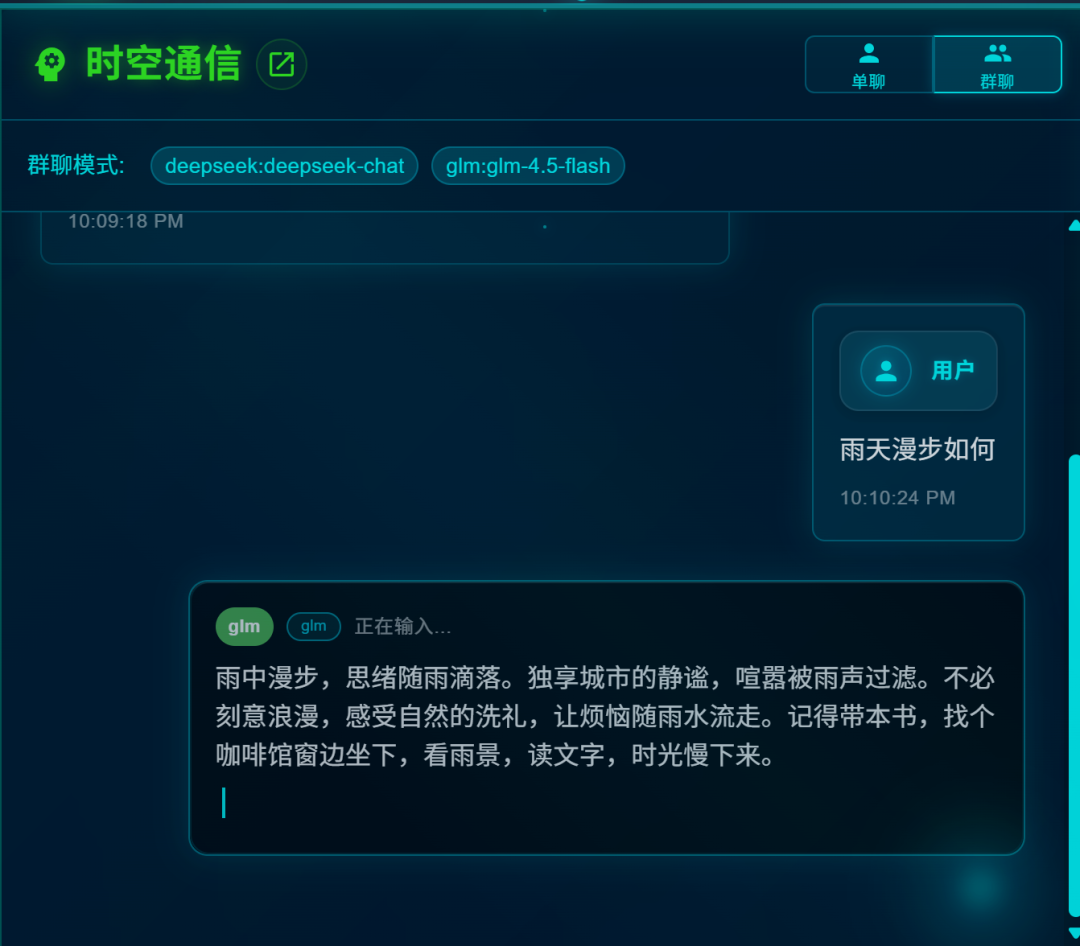 时空通信
单聊
群聊
群聊模式:
deepseek:deepseek-chat
glm:glm-4.5-flash
10:09:18 PM
用户
雨天漫步如何
10:10:24 PM
glm
glm
正在输入...
雨中漫步，思绪随雨滴落。独享城市的静谧，喧嚣被雨声过滤。不必
刻意浪漫，感受自然的洗礼，让烦恼随雨水流走。记得带本书，找个
咖啡馆窗边坐下，看雨景，读文字，时光慢下来。